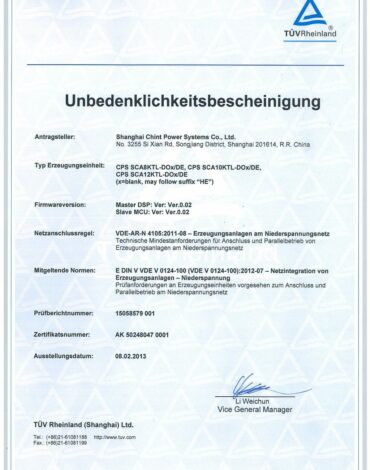 TÜVRheinland®
Unbedenklichkeitsbescheinigung
Antragsteller: Shanghai Chint Power Systems Co., Ltd.
No. 3255 Si Xian Rd, Songjiang District, Shanghai 201614, R.R. China
Typ Erzeugungseinheit: CPS SCA8KTL-DOx/DE, CPS SCA10KTL-DOx/DE,
CPS SCA12KTL-DOx/DE
(x=blank, may follow suffix "HE")
Firmwareversion: Master DSP: Ver: Ver.0.02
Slave MCU: Ver: Ver.0.02
Netzanschlussregel: VDE-AR-N 4105:2011-08 – Erzeugungsanlagen am Niederspannungsnetz
Technische Mindestanforderungen für Anschluss und Parallelbetrieb von
Erzeugungsanlagen am Niederspannungsnetz
Mitgeltende Normen: E DIN V VDE V 0124-100 (VDE V 0124-100):2012-07 – Netzintegration von
Erzeugungsanlagen – Niederspannung
Prüfanforderungen an Erzeugungseinheiten vorgesehen zum Anschluss und
Parallelbetrieb am Niederspannungsnetz
Prüfberichtnummer: 15058579 001
Zertifikatsnummer: AK 50248047 0001
Ausstellungsdatum: 08.02.2013
Li Weichun
Vice General Manager
TÜV Rheinland (Shanghai) Ltd.
Tel.: (+86)21-61081188 http://www.tuv.com
Fax: (+86)21-61081199